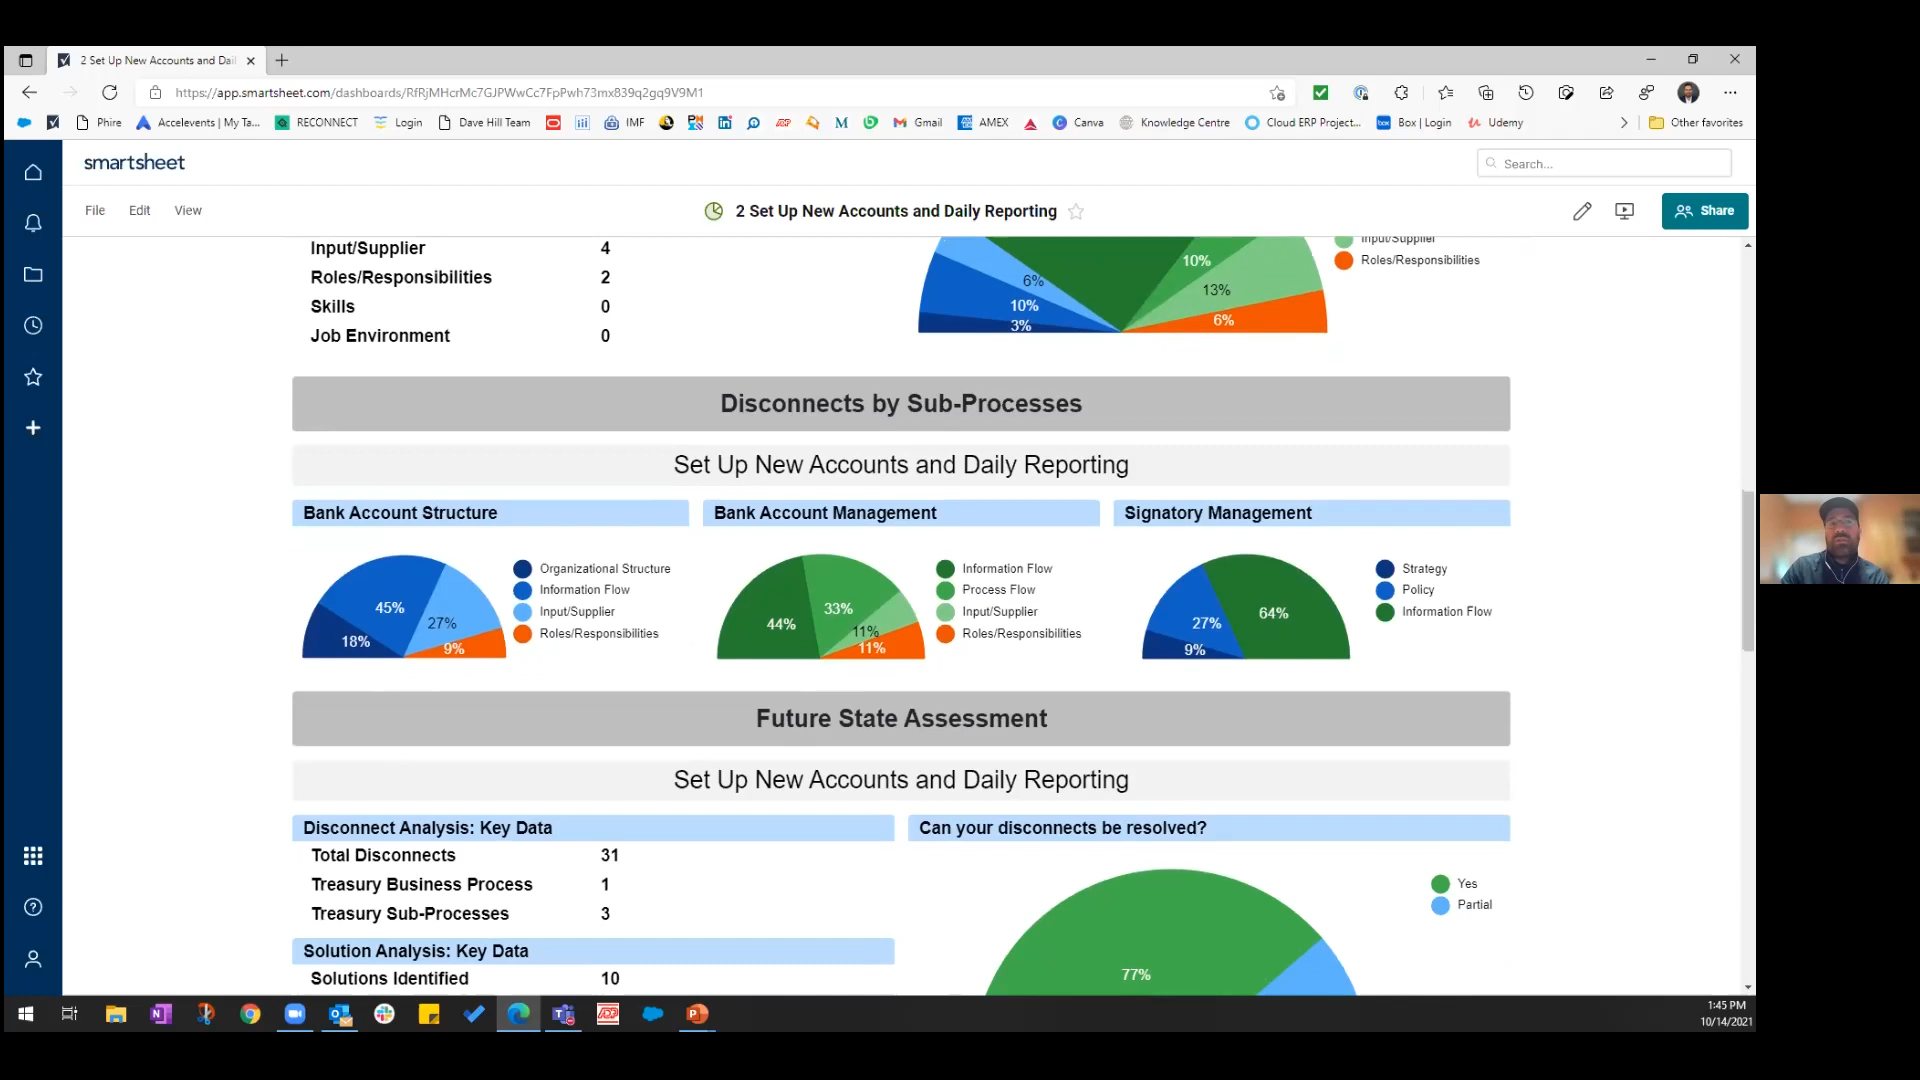 2 Set Up New Accounts and Dail
https://app.smartsheet.com/dashboards/RfRjMHcrMc7GJPWwCc7FpPwh73mx839q2gq9V9M1
Phire Accelevents | My Ta... RECONNECT Login Dave Hill Team IMF Gmail AMEX Canva Knowledge Centre Cloud ERP Project... Box | Login Udemy Other favorites
smartsheet
Search...
File Edit View
2 Set Up New Accounts and Daily Reporting
Share
Input/Supplier 4
Roles/Responsibilities 2
Skills 0
Job Environment 0
6%
10%
3%
10%
13%
6%
Input/Supplier
Roles/Responsibilities
Disconnects by Sub-Processes
Set Up New Accounts and Daily Reporting
Bank Account Structure
18%
45%
27%
9%
Organizational Structure
Information Flow
Input/Supplier
Roles/Responsibilities
Bank Account Management
44%
33%
11%
11%
Information Flow
Process Flow
Input/Supplier
Roles/Responsibilities
Signatory Management
9%
27%
64%
Strategy
Policy
Information Flow
Future State Assessment
Set Up New Accounts and Daily Reporting
Disconnect Analysis: Key Data
Total Disconnects 31
Treasury Business Process 1
Treasury Sub-Processes 3
Solution Analysis: Key Data
Solutions Identified 10
Can your disconnects be resolved?
77%
Yes
Partial
1:45 PM
10/14/2021